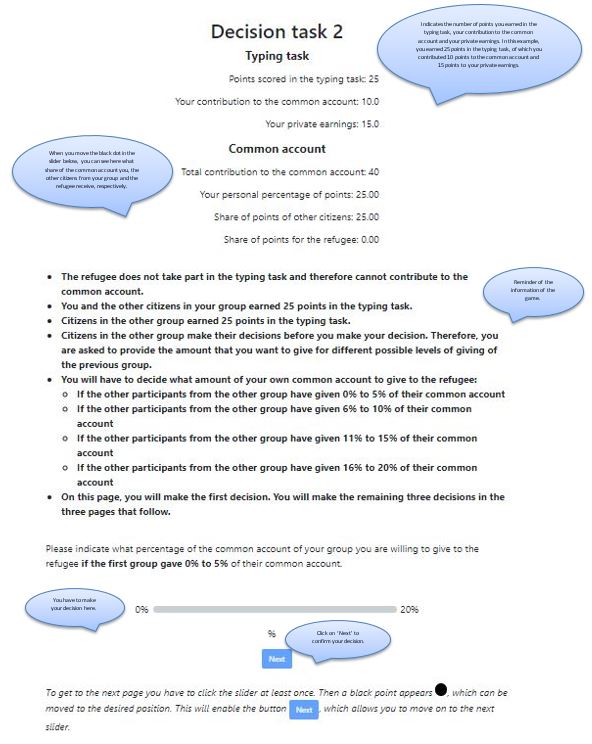 Decision task 2
Indicates the number of points you earned in the
typing task, your contribution to the common
account and your private earnings. In this example,
you earned 25 points in the typing task, of which you
contributed 10 points to the common account and
15 points to your private earnings.
Typing task
Points scored in the typing task: 25
Your contribution to the common account: 10.0
Your private earnings: 15.0
Common account
When you move the black dot in the
slider below, you can see here what
share of the common account you, the
other citizens from your group and the
refugee receive, respectively.
Total contribution to the common account: 40
Your personal percentage of points: 25.00
Share of points of other citizens: 25.00
Share of points for the refugee: 0.00
• The refugee does not take part in the typing task and therefore cannot contribute to the
common account.
Reminder of the
information of the
game.
• You and the other citizens in your group earned 25 points in the typing task.
• Citizens in the other group earned 25 points in the typing task.
• Citizens in the other group make their decisions before you make your decision. Therefore, you
are asked to provide the amount that you want to give for different possible levels of giving of
the previous group.
• You will have to decide what amount of your own common account to give to the refugee:
○ If the other participants from the other group have given 0% to 5% of their common account
○ If the other participants from the other group have given 6% to 10% of their common
account
○ If the other participants from the other group have given 11% to 15% of their common
account
○ If the other participants from the other group have given 16% to 20% of their common
account
• On this page, you will make the first decision. You will make the remaining three decisions in the
three pages that follow.
Please indicate what percentage of the common account of your group you are willing to give to the
refugee if the first group gave 0% to 5% of their common account.
You have to make
your decision here.
0% 20%
%
Click on 'Next' to
confirm your decision.
Next
To get to the next page you have to click the slider at least once. Then a black point appears , which can be
moved to the desired position. This will enable the button Next , which allows you to move on to the next
slider.